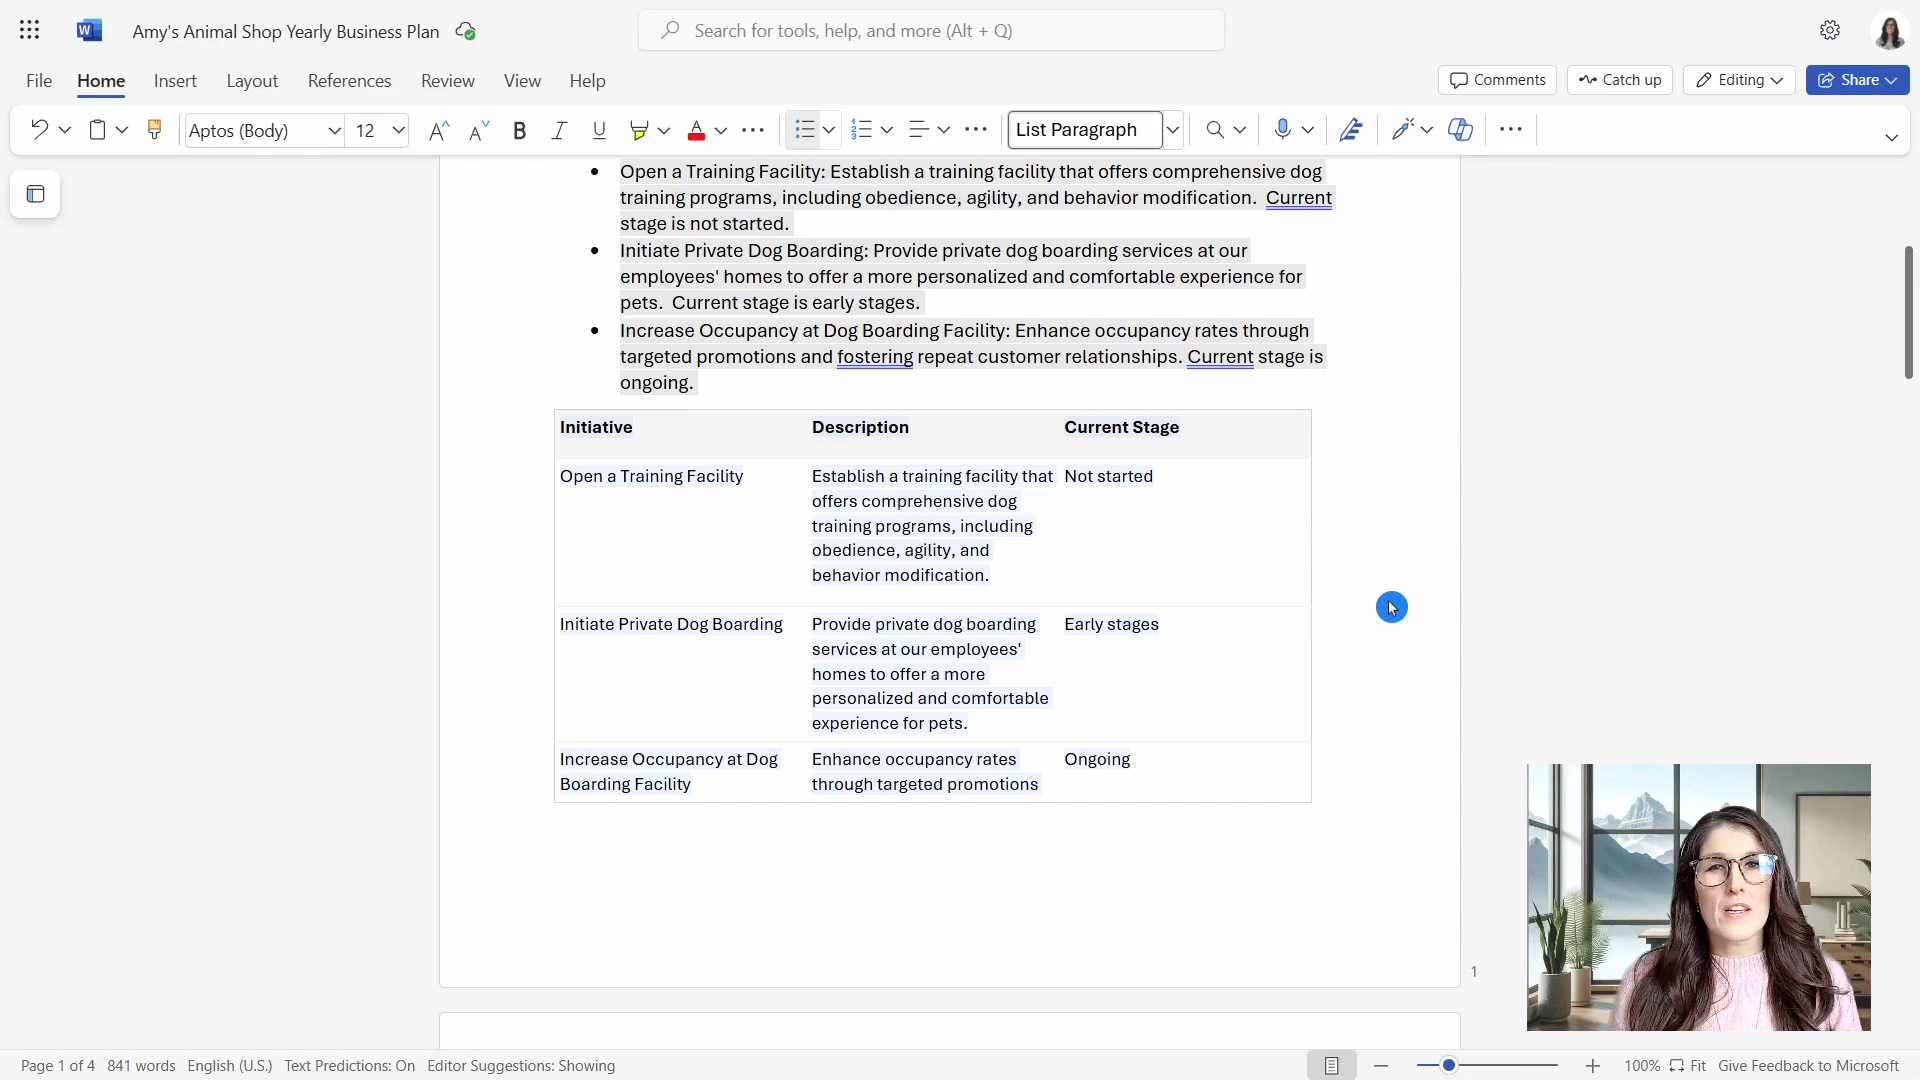 W Amy's Animal Shop Yearly Business Plan Search for tools, help, and more (Alt + Q)
File Home Insert Layout References Review View Help Comments Catch up Editing Share
Aptos (Body) 12 A A B I U A List Paragraph
Open a Training Facility: Establish a training facility that offers comprehensive dog
training programs, including obedience, agility, and behavior modification. Current
stage is not started.
Initiate Private Dog Boarding: Provide private dog boarding services at our
employees' homes to offer a more personalized and comfortable experience for
pets. Current stage is early stages.
Increase Occupancy at Dog Boarding Facility: Enhance occupancy rates through
targeted promotions and fostering repeat customer relationships. Current stage is
ongoing.
Initiative Description Current Stage
Open a Training Facility Establish a training facility that Not started
offers comprehensive dog
training programs, including
obedience, agility, and
behavior modification.
Initiate Private Dog Boarding Provide private dog boarding Early stages
services at our employees'
homes to offer a more
personalized and comfortable
experience for pets.
Increase Occupancy at Dog Enhance occupancy rates Ongoing
Boarding Facility through targeted promotions
1
Page 1 of 4 841 words English (U.S.) Text Predictions: On Editor Suggestions: Showing 100% Fit Give Feedback to Microsoft